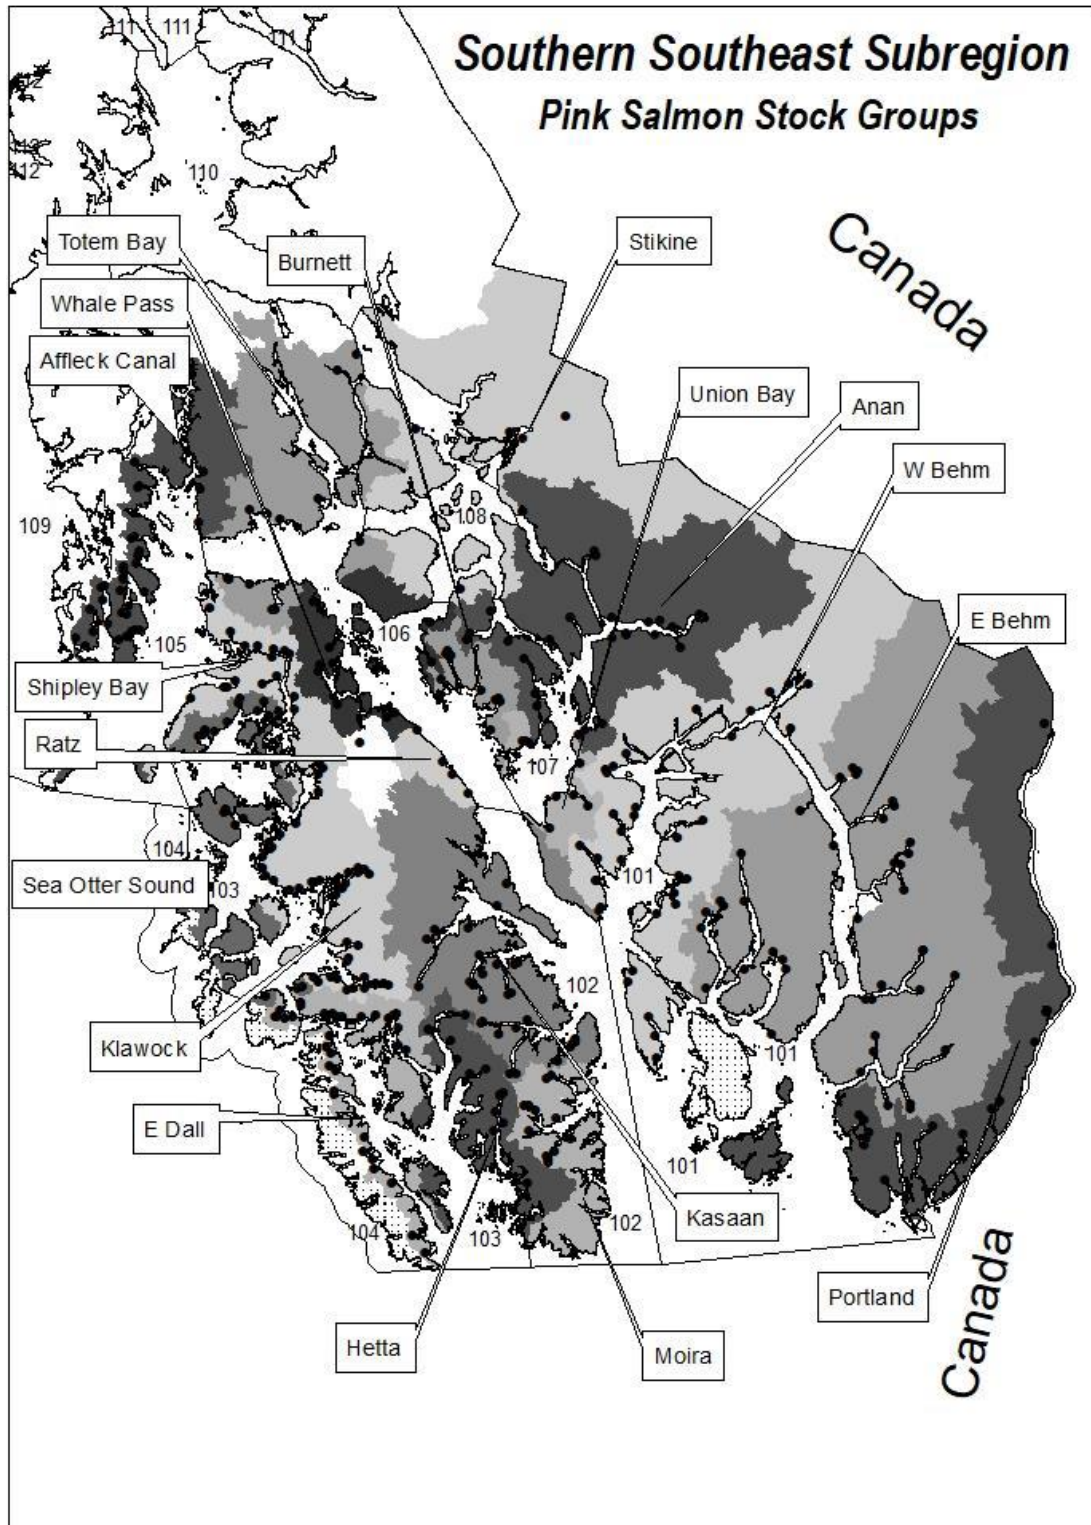 111
111
111
Southern Southeast Subregion
Pink Salmon Stock Groups
112
112
110
Canada
Totem Bay
Burnett
Stikine
Whale Pass
Affleck Canal
Union Bay
Anan
W Behm
109
108
E Behm
106
105
Shipley Bay
Ratz
107
104
Sea Otter Sound
103
101
102
Klawock
101
E Dall
101
Kasaan
104
103
102
Canada
Portland
Hetta
Moira